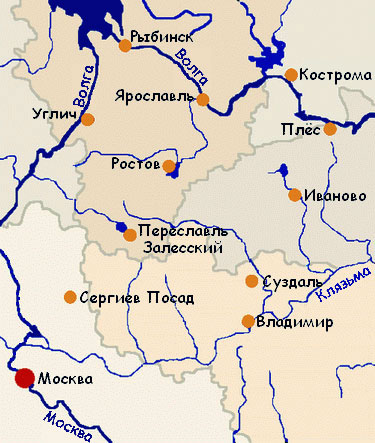 Рыбинск
Волга
Волга
Кострома
Ярославль
Углич
Плёс
Ростов
Иваново
Переславль
Залесский
Суздаль
Клязьма
Сергиев Посад
Владимир
Москва
Москва